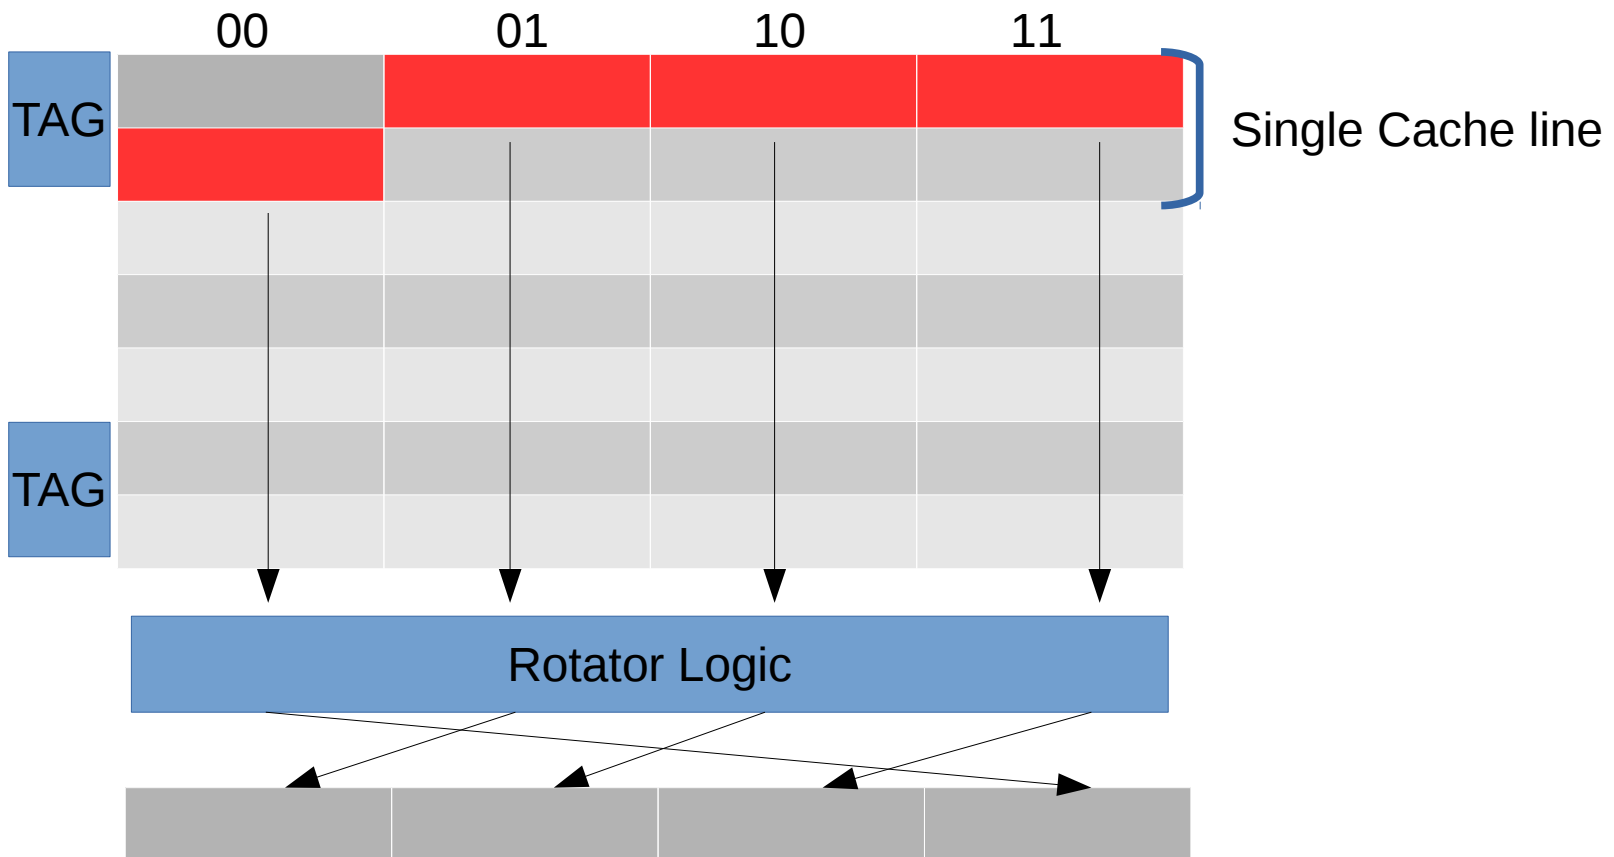 00 01 10 11
TAG
Single Cache line
TAG
Rotator Logic